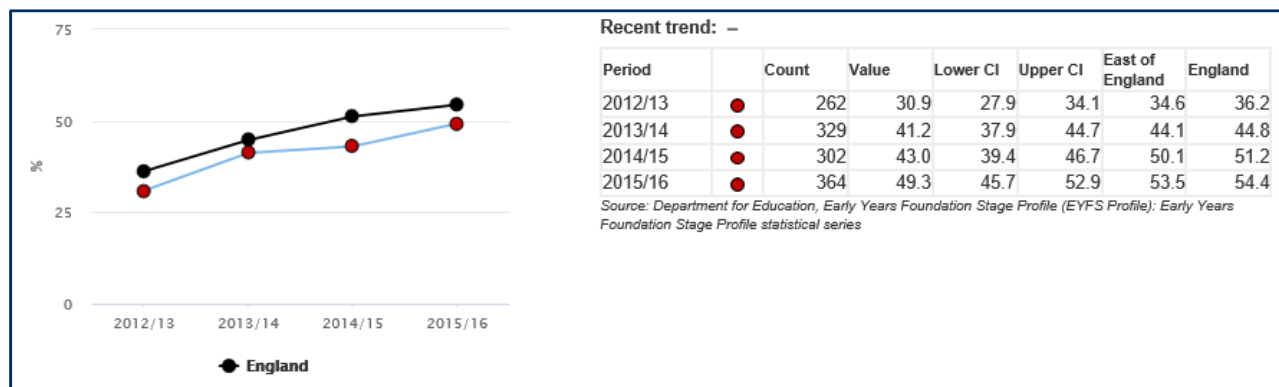 75
50
25
0
%
2012/13 2013/14 2014/15 2015/16
England
Recent trend: –
Period Count Value Lower CI Upper CI East of England England
2012/13 262 30.9 27.9 34.1 34.6 36.2
2013/14 329 41.2 37.9 44.7 44.1 44.8
2014/15 302 43.0 39.4 46.7 50.1 51.2
2015/16 364 49.3 45.7 52.9 53.5 54.4
Source: Department for Education, Early Years Foundation Stage Profile (EYFS Profile): Early Years
Foundation Stage Profile statistical series